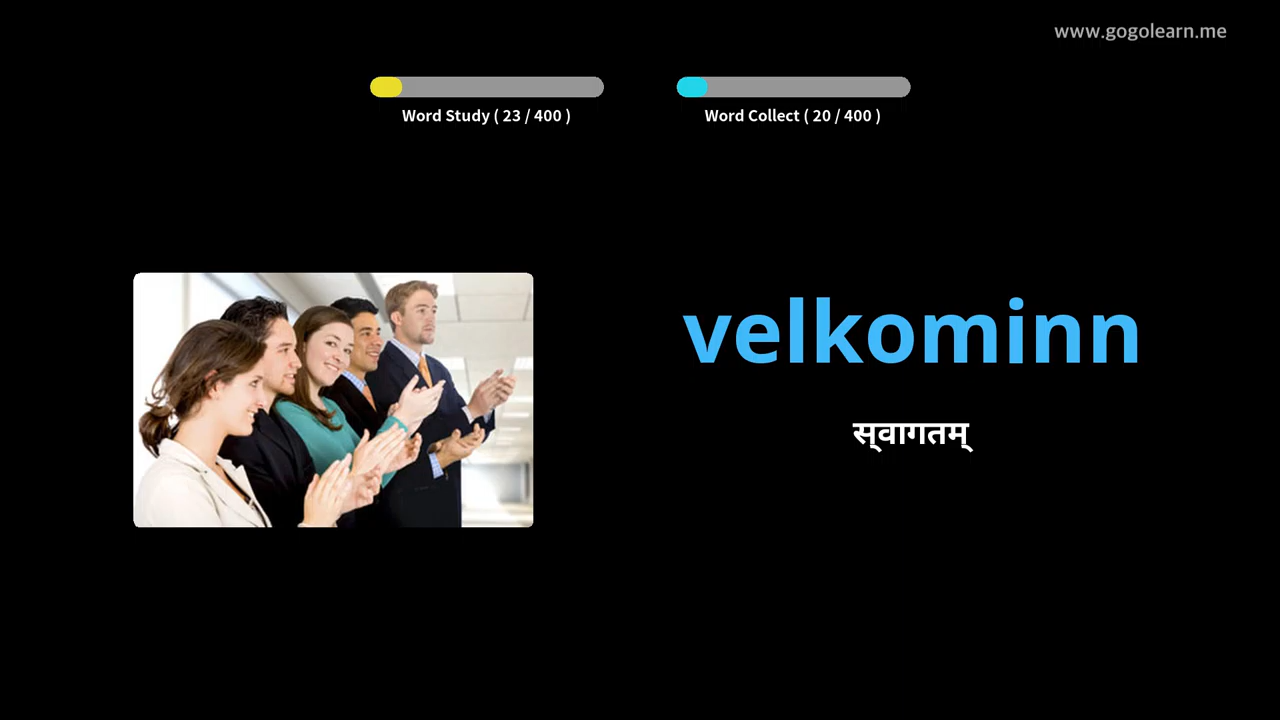 www.gogolearn.me
Word Study ( 23 / 400 )
Word Collect ( 20 / 400 )
velkominn
स्वागतम्